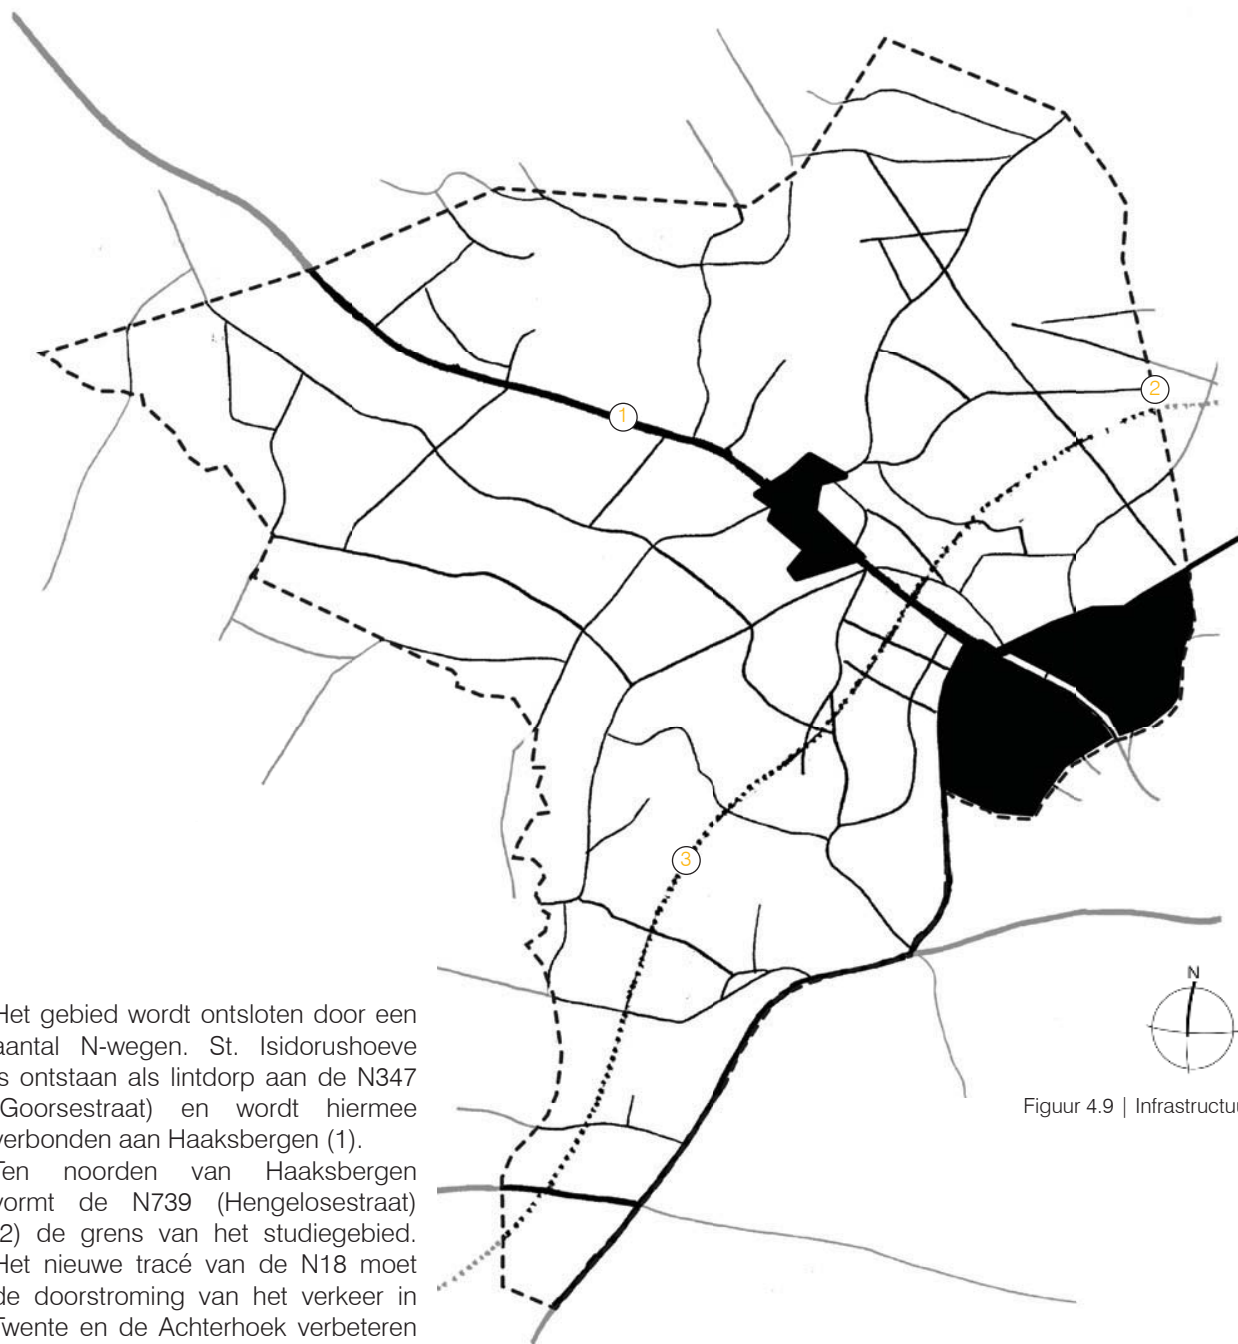 1
2
3
N
Het gebied wordt ontsloten door een
aantal N-wegen. St. Isidorushoeve
is ontstaan als lintdorp aan de N347
(Goorsestraat) en wordt hiermee
verbonden aan Haaksbergen (1).
Ten noorden van Haaksbergen
vormt de N739 (Hengelosestraat)
(2) de grens van het studiegebied.
Het nieuwe tracé van de N18 moet
de doorstroming van het verkeer in
Twente en de Achterhoek verbeteren
Figuur 4.9 | Infrastructuu